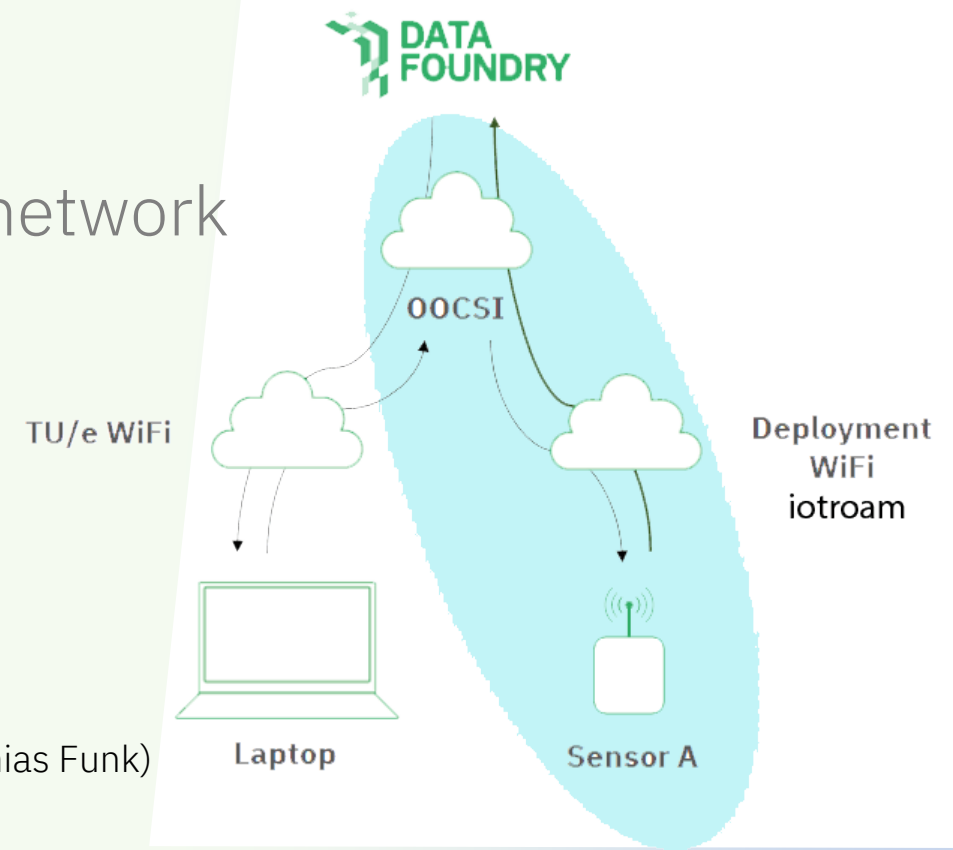 DATA
FOUNDRY
network
OOCSI
TU/e WiFi
Deployment
WiFi
iotroam
ias Funk)
Laptop
Sensor A